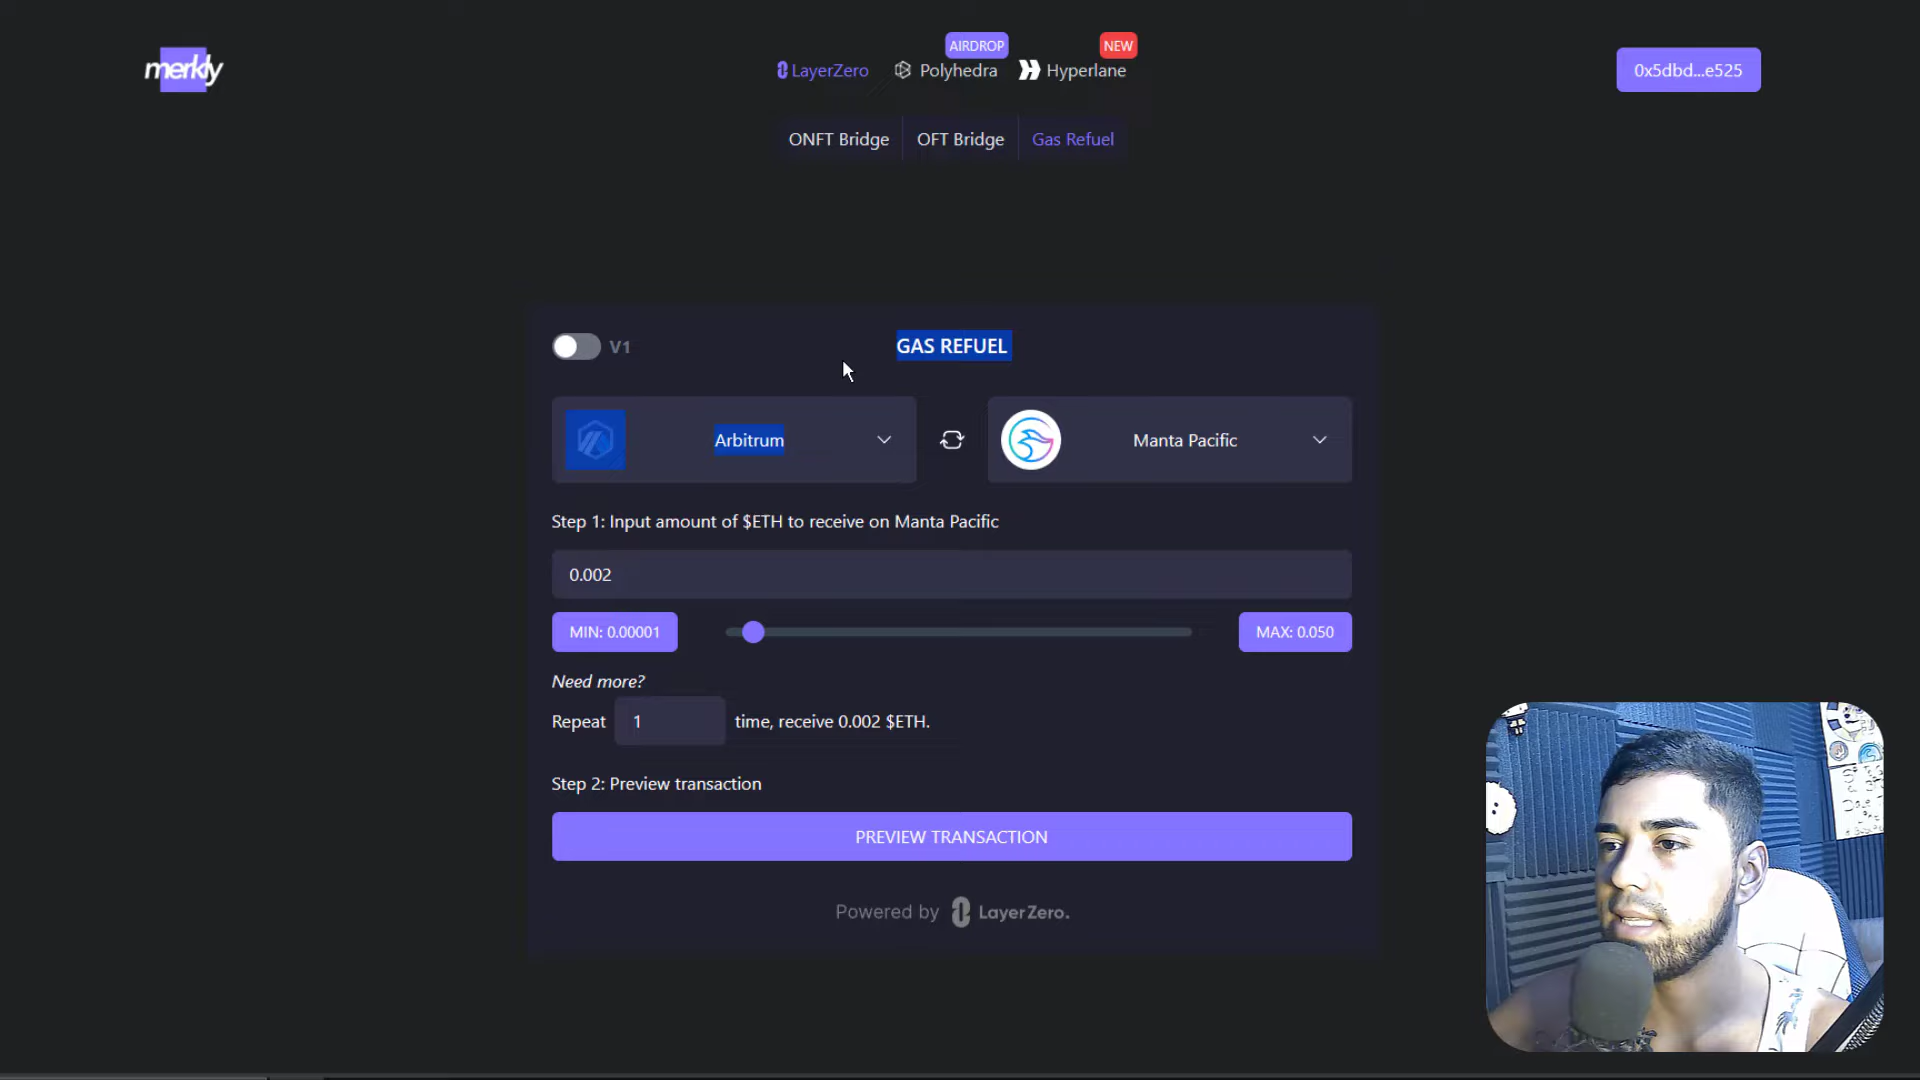 merkly
AIRDROP
NEW
LayerZero
Polyhedra
Hyperlane
0x5dbd...e525
ONFT Bridge
OFT Bridge
Gas Refuel
V1
GAS REFUEL
Arbitrum
Manta Pacific
Step 1: Input amount of $ETH to receive on Manta Pacific
0.002
MIN: 0.00001
MAX: 0.050
Need more?
Repeat 1 time, receive 0.002 $ETH.
Step 2: Preview transaction
PREVIEW TRANSACTION
Powered by LayerZero.